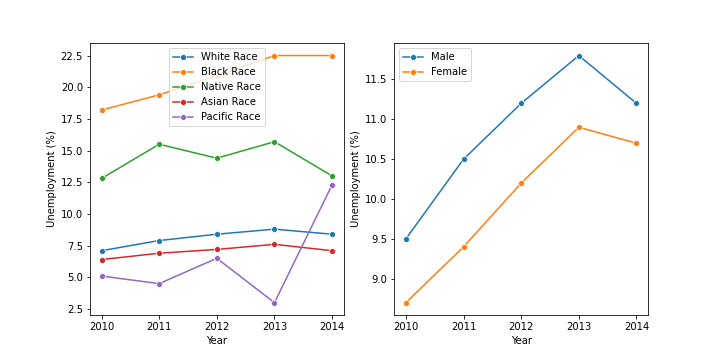 22.5
20.0
17.5
15.0
12.5
10.0
7.5
5.0
2.5
Unemployment (%)
White Race
Black Race
Native Race
Asian Race
Pacific Race
2010 2011 2012 2013 2014
Year
11.5
11.0
10.5
10.0
9.5
9.0
Unemployment (%)
Male
Female
2010 2011 2012 2013 2014
Year